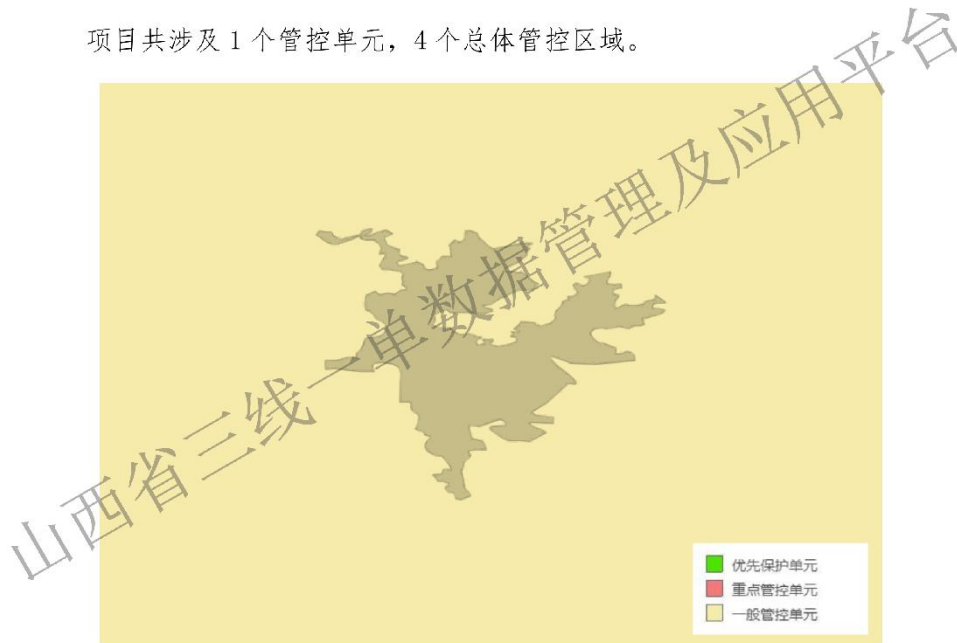 项目共涉及 1 个管控单元，4 个总体管控区域。
山西省三线一单数据管理及应用平台
优先保护单元
重点管控单元
一般管控单元